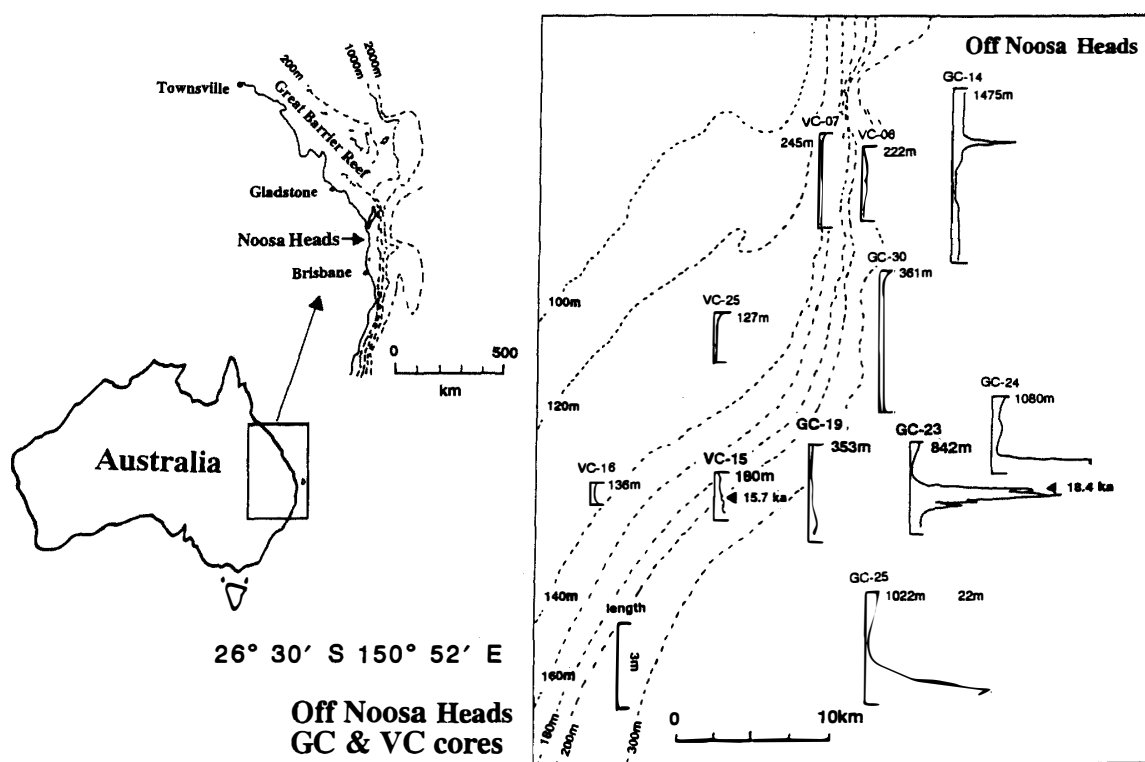 200m
1000m
2000m
Townsville
Great Barrier Reef
Gladstone
Noosa Heads
Brisbane
0 500
km
Australia
26° 30′ S 150° 52′ E
Off Noosa Heads
GC & VC cores
Off Noosa Heads
GC-14
1475m
VC-07
245m
VC-06
222m
GC-30
361m
100m
VC-25
127m
120m
GC-24
1080m
GC-19
353m
GC-23
842m
VC-16
136m
VC-15
180m
15.7 ka
18.4 ka
GC-25
1022m 22m
140m
length
3m
160m
180m
200m
300m
0 10km